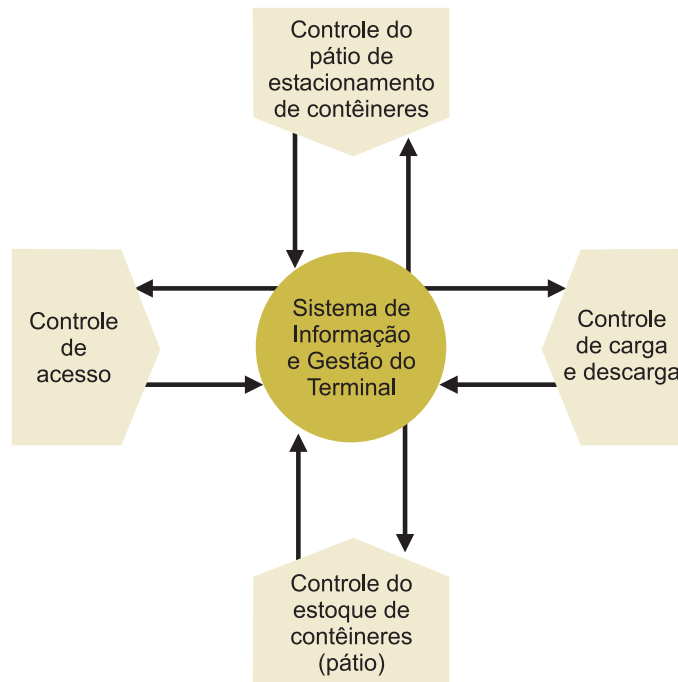 Controle do
pátio de
estacionamento
de contêineres
Controle
de
acesso
Sistema de
Informação
e Gestão do
Terminal
Controle
de carga
e descarga
Controle do
estoque de
contêineres
(pátio)